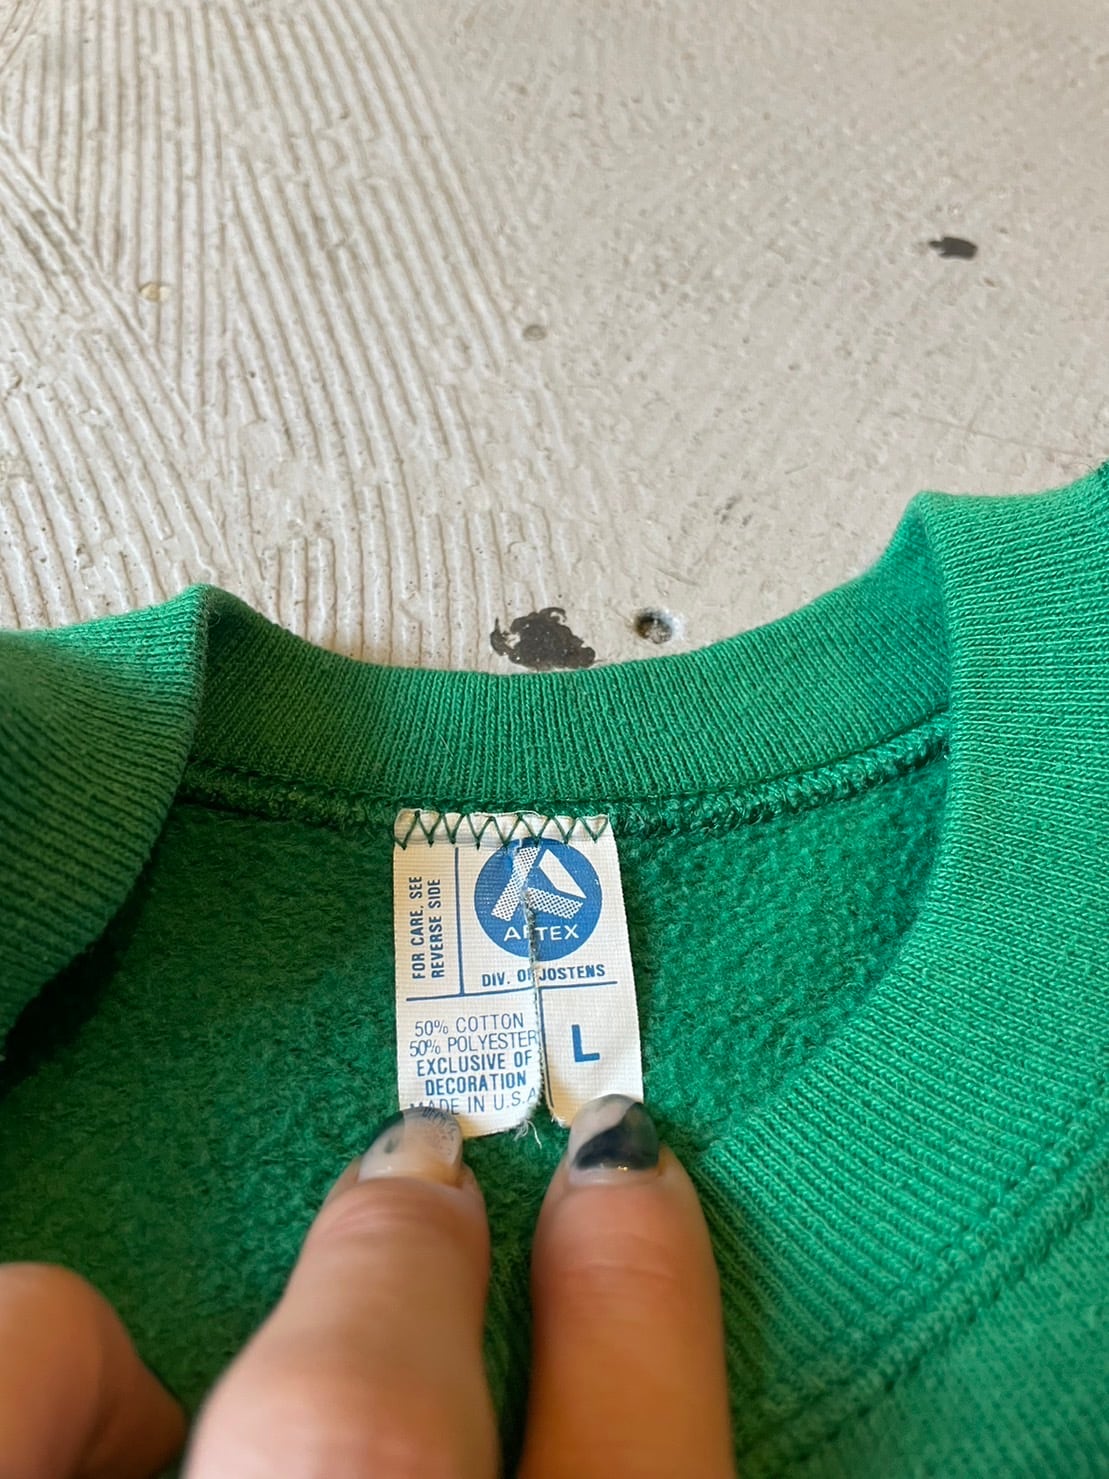 FOR CARE, SEE
REVERSE SIDE
ARTEX
DIV. OF JOSTENS
50% COTTON
50% POLYESTER
EXCLUSIVE OF
DECORATION
MADE IN U.S.A
L